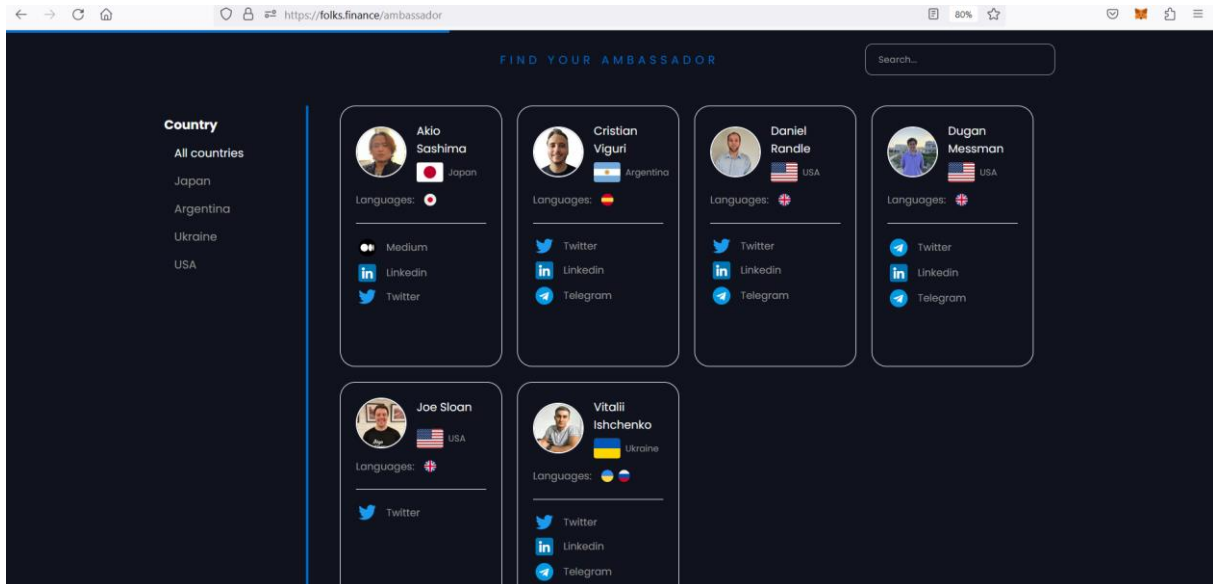 https://folks.finance/ambassador
80%
FIND YOUR AMBASSADOR
Search...
Country
All countries
Japan
Argentina
Ukraine
USA
Akio
Sashima
Japan
Languages:
Medium
Linkedin
Twitter
Cristian
Viguri
Argentina
Languages:
Twitter
Linkedin
Telegram
Daniel
Randle
USA
Languages:
Twitter
Linkedin
Telegram
Dugan
Messman
USA
Languages:
Twitter
Linkedin
Telegram
Joe Sloan
USA
Languages:
Twitter
Vitalii
Ishchenko
Ukraine
Languages:
Twitter
Linkedin
Telegram